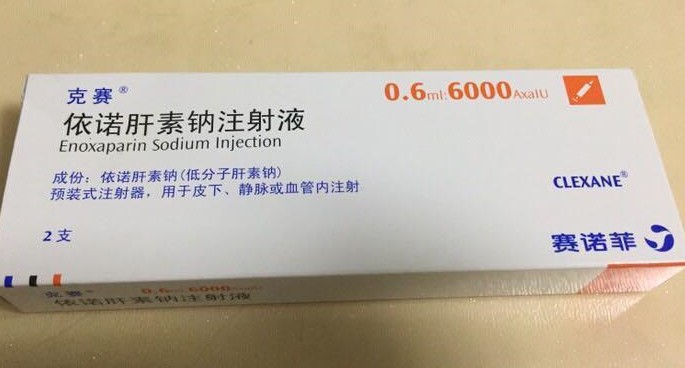 克赛®
0.6ml:6000AxaIU
依诺肝素钠注射液
Enoxaparin Sodium Injection
成份：依诺肝素钠(低分子肝素钠)
预装式注射器，用于皮下、静脉或血管内注射
CLEXANE®
2支
赛诺菲
克赛® 0.6ml:6000AxaIU
依诺肝素钠注射液